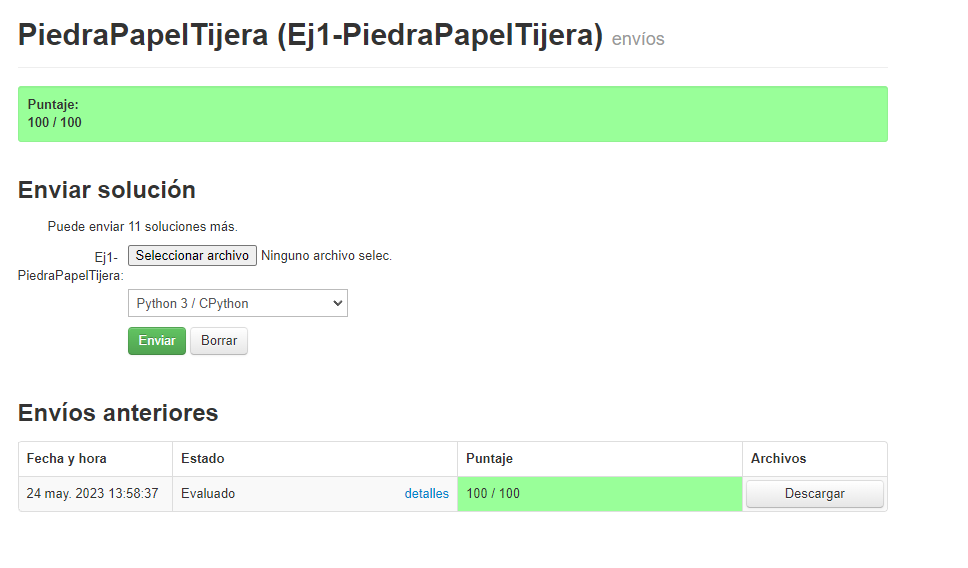 PiedraPapelTijera (Ej1-PiedraPapelTijera) envíos
Puntaje:
100 / 100
Enviar solución
Puede enviar 11 soluciones más.
Ej1-
PiedraPapelTijera:
Seleccionar archivo Ninguno archivo selec.
Python 3 / CPython
Enviar Borrar
Envíos anteriores
Fecha y hora Estado Puntaje Archivos
24 may. 2023 13:58:37 Evaluado detalles 100 / 100 Descargar